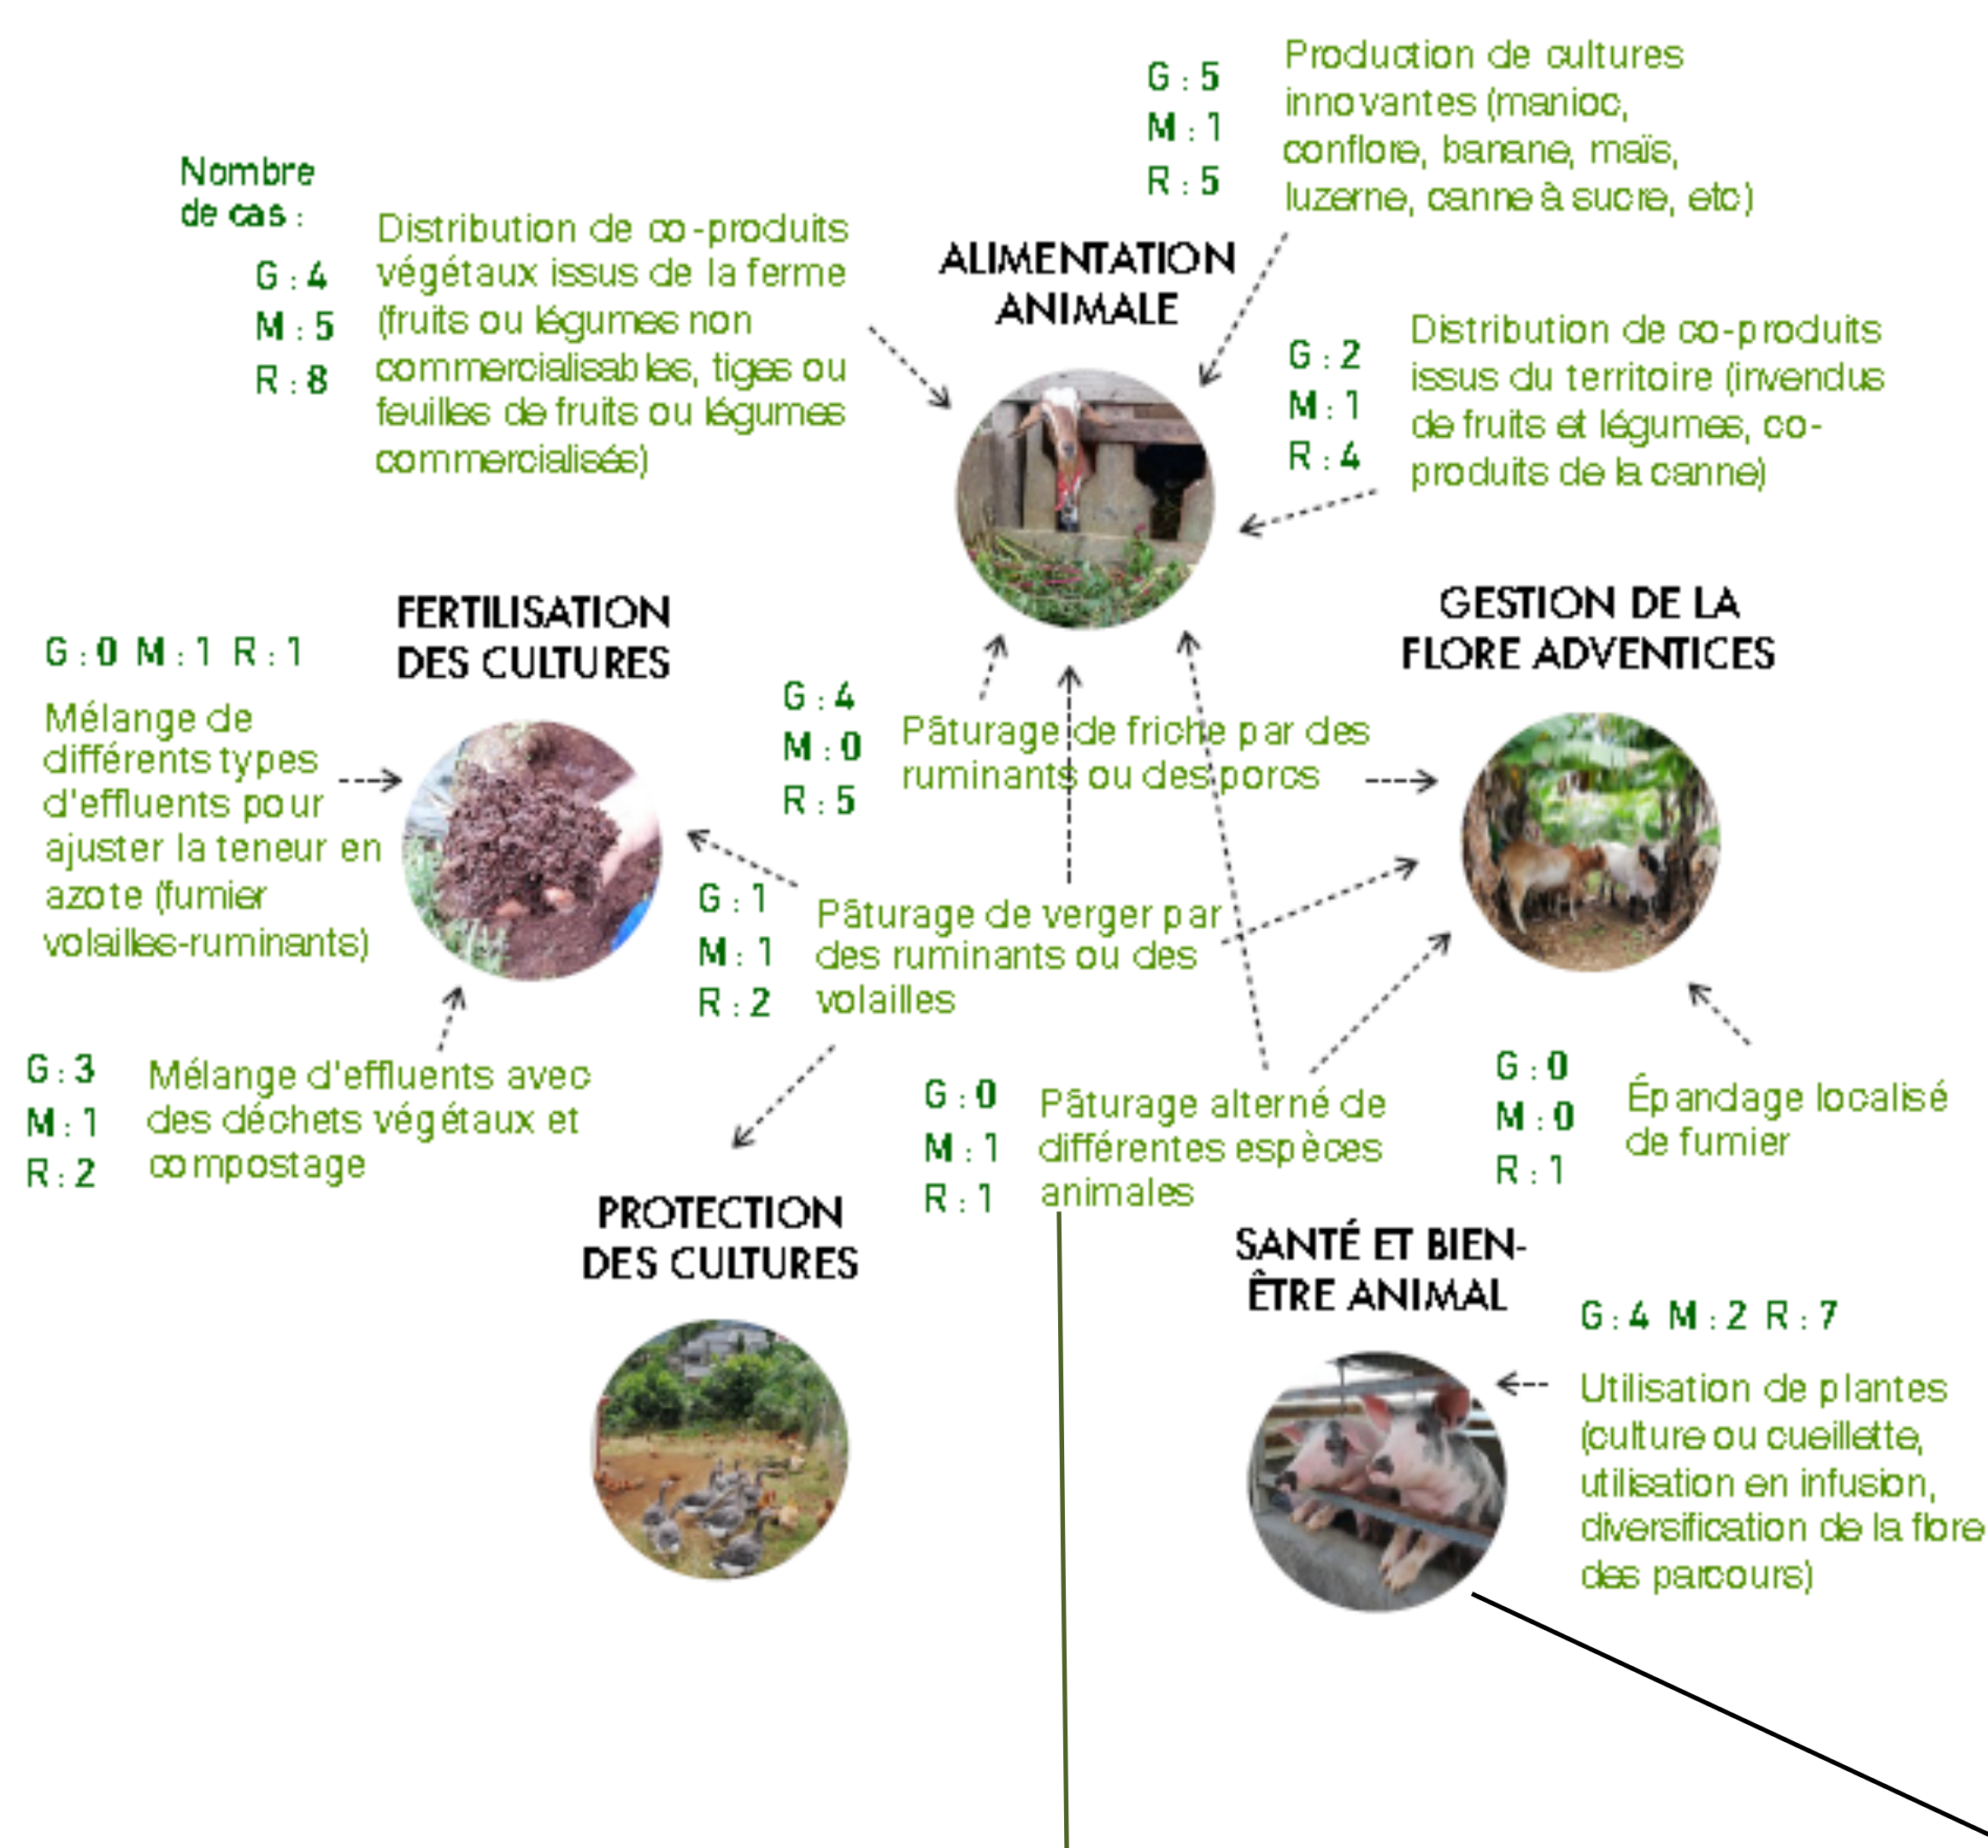 G : 5
M : 1
R : 5
Production de cultures
innovantes (manioc,
conflore, banane, maïs,
luzerne, canne à sucre, etc)
Nombre
de cas :
G : 4
M : 5
R : 8
Distribution de co-produits
végétaux issus de la ferme
(fruits ou légumes non
commercialisables, tiges ou
feuilles de fruits ou légumes
commercialisés)
ALIMENTATION
ANIMALE
G : 2
M : 1
R : 4
Distribution de co-produits
issus du territoire (invendus
de fruits et légumes, co-
produits de la canne)
FERTILISATION
DES CULTURES
GESTION DE LA
FLORE ADVENTICES
G : 0 M : 1 R : 1
Mélange de
différents types
d'effluents pour
ajuster la teneur en
azote (fumier
volailles-ruminants)
G : 4
M : 0
R : 5
Pâturage de friche par des
ruminants ou des porcs
G : 1
M : 1
R : 2
Pâturage de verger par
des ruminants ou des
volailles
G : 3
M : 1
R : 2
Mélange d'effluents avec
des déchets végétaux et
compostage
G : 0
M : 1
R : 1
Pâturage alterné de
différentes espèces
animales
G : 0
M : 0
R : 1
Épandage localisé
de fumier
PROTECTION
DES CULTURES
SANTÉ ET BIEN-
ÊTRE ANIMAL
G : 4 M : 2 R : 7
Utilisation de plantes
(culture ou cueillette,
utilisation en infusion,
diversification de la flore
des parcours)